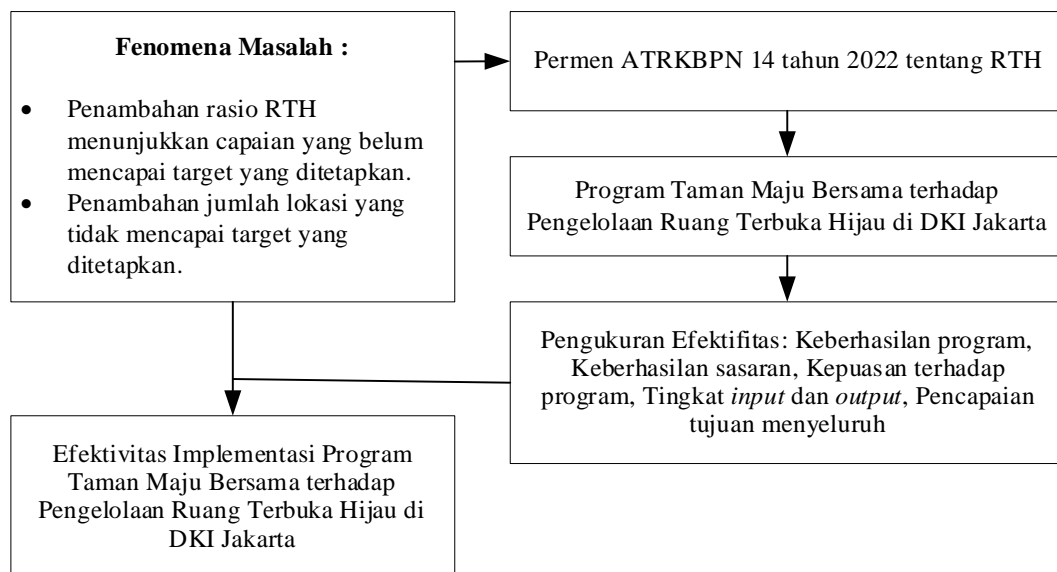 Fenomena Masalah :
• Penambahan rasio RTH
menunjukkan capaian yang belum
mencapai target yang ditetapkan.
• Penambahan jumlah lokasi yang
tidak mencapai target yang
ditetapkan.
Permen ATRKBPN 14 tahun 2022 tentang RTH
Program Taman Maju Bersama terhadap
Pengelolaan Ruang Terbuka Hijau di DKI Jakarta
Pengukuran Efektifitas: Keberhasilan program,
Keberhasilan sasaran, Kepuasan terhadap
program, Tingkat input dan output, Pencapaian
tujuan menyeluruh
Efektivitas Implementasi Program
Taman Maju Bersama terhadap
Pengelolaan Ruang Terbuka Hijau di
DKI Jakarta